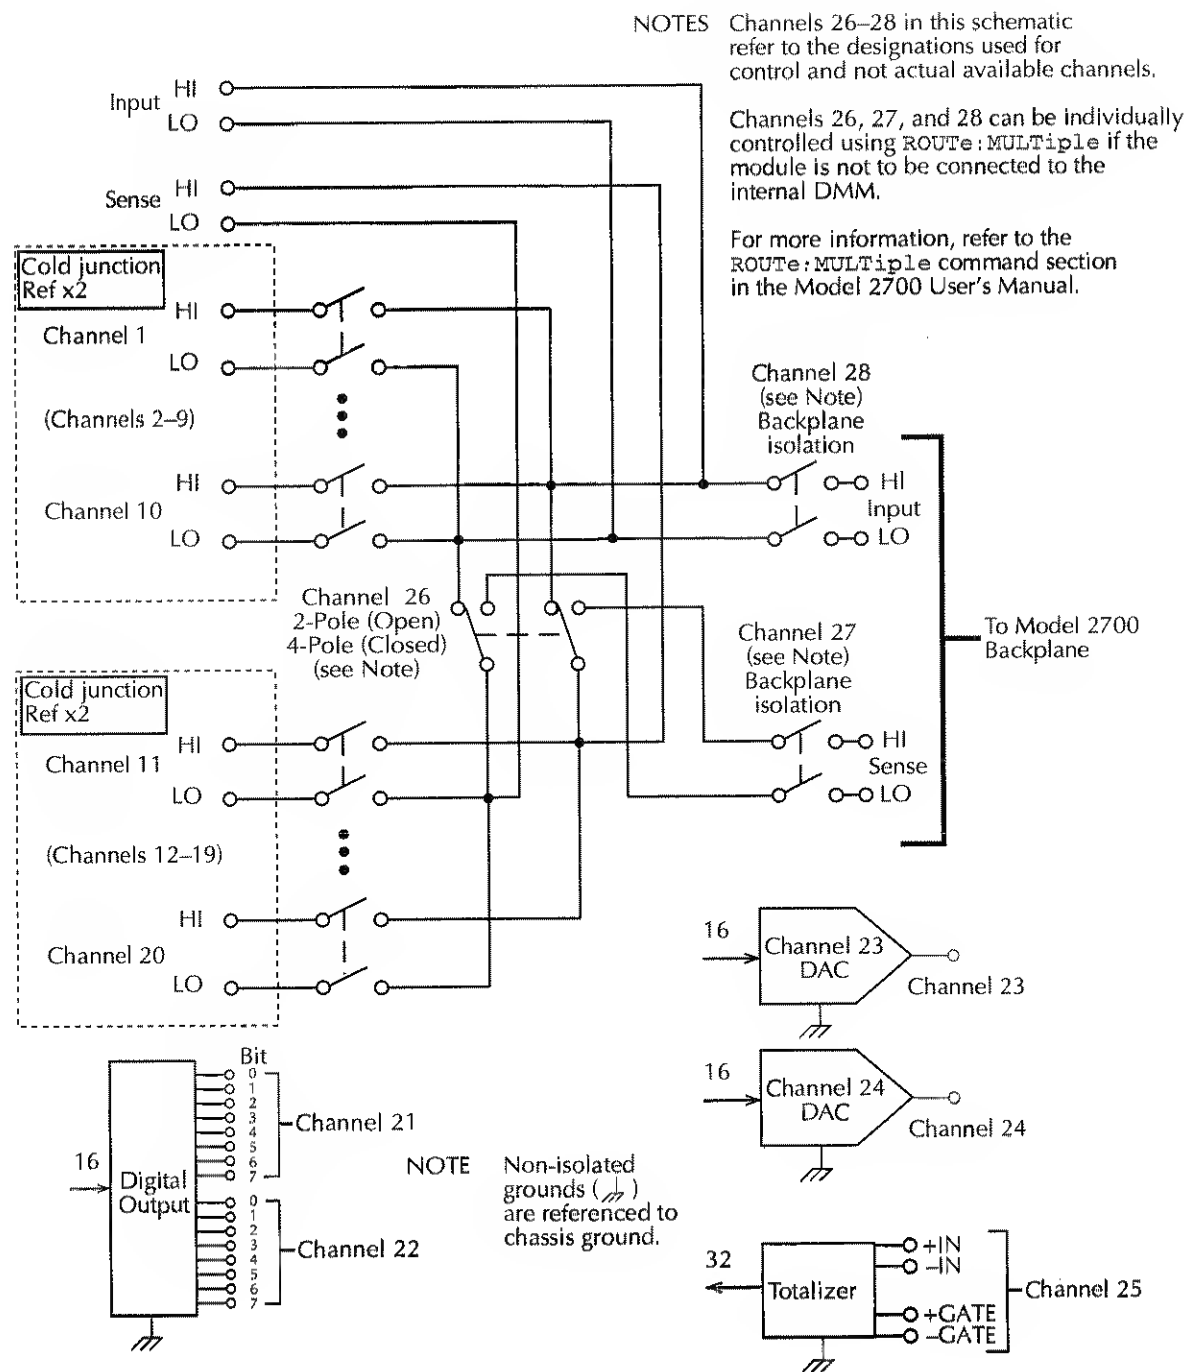 NOTES Channels 26–28 in this schematic
refer to the designations used for
control and not actual available channels.
Channels 26, 27, and 28 can be individually
controlled using ROUTe:MULTiple if the
module is not to be connected to the
internal DMM.
For more information, refer to the
ROUTe:MULTiple command section
in the Model 2700 User's Manual.
Input HI
LO
Sense HI
LO
Cold junction
Ref x2
HI
Channel 1
LO
(Channels 2–9)
HI
Channel 10
LO
Channel 28
(see Note)
Backplane
isolation
HI
Input
LO
Channel 26
2-Pole (Open)
4-Pole (Closed)
(see Note)
Channel 27
(see Note)
Backplane
isolation
HI
Sense
LO
To Model 2700
Backplane
Cold junction
Ref x2
HI
Channel 11
LO
(Channels 12–19)
HI
Channel 20
LO
16
Channel 23
DAC
Channel 23
16
Channel 24
DAC
Channel 24
Bit
0
1
2
3
4
5
6
7
Channel 21
16
Digital
Output
0
1
2
3
4
5
6
7
Channel 22
NOTE Non-isolated
grounds ( )
are referenced to
chassis ground.
32
Totalizer
+IN
–IN
+GATE
–GATE
Channel 25